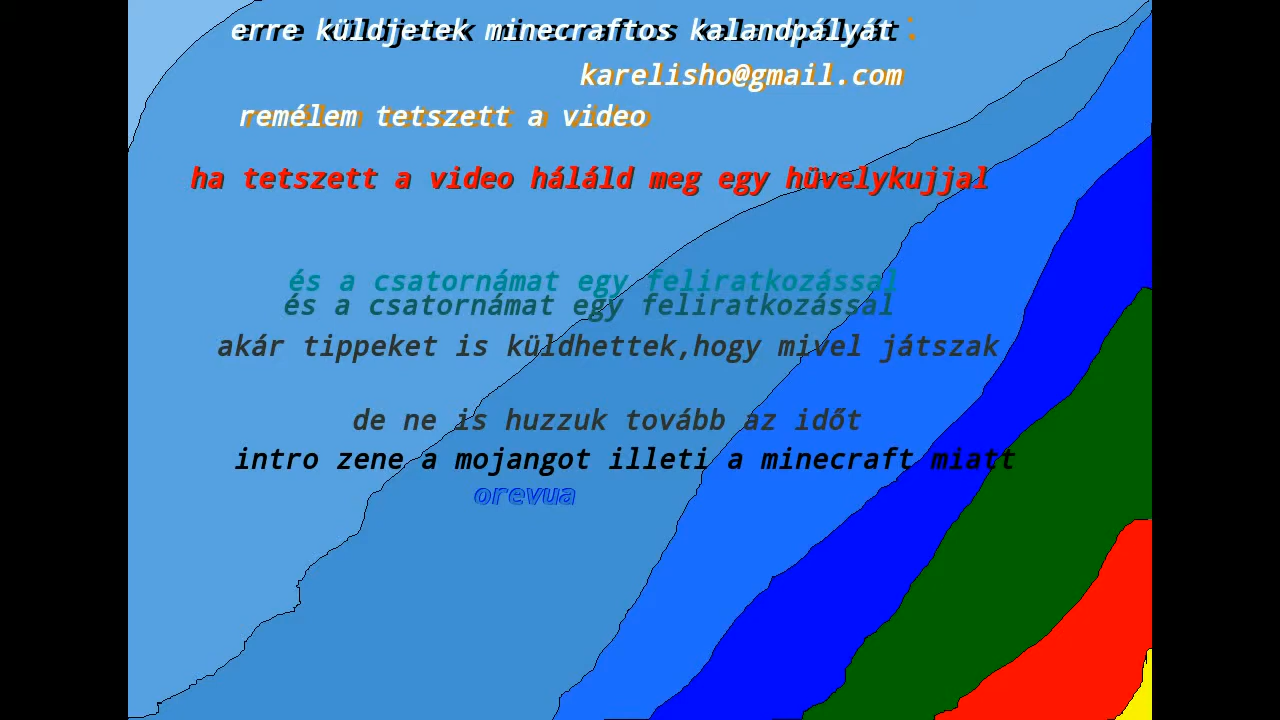 erre küldjetek minecraftos kalandpályát:
karelisho@gmail.com
remélem tetszett a video
ha tetszett a video háláld meg egy hüvelykujjal
és a csatornámat egy feliratkozással
és a csatornámat egy feliratkozással
akár tippeket is küldhettek,hogy mivel játszak
de ne is huzzuk tovább az időt
intro zene a mojangot illeti a minecraft miatt
orevua